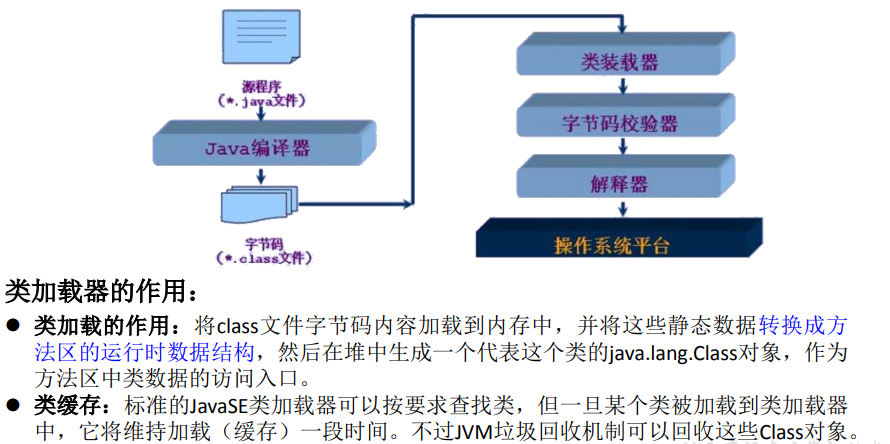 源程序
(*.java文件)
Java编译器
字节码
(*.class文件)
类装载器
字节码校验器
解释器
操作系统平台
类加载器的作用：
● 类加载的作用：将class文件字节码内容加载到内存中，并将这些静态数据转换成方
法区的运行时数据结构，然后在堆中生成一个代表这个类的java.lang.Class对象，作为
方法区中类数据的访问入口。
● 类缓存：标准的JavaSE类加载器可以按要求查找类，但一旦某个类被加载到类加载器
中，它将维持加载（缓存）一段时间。不过JVM垃圾回收机制可以回收这些Class对象。